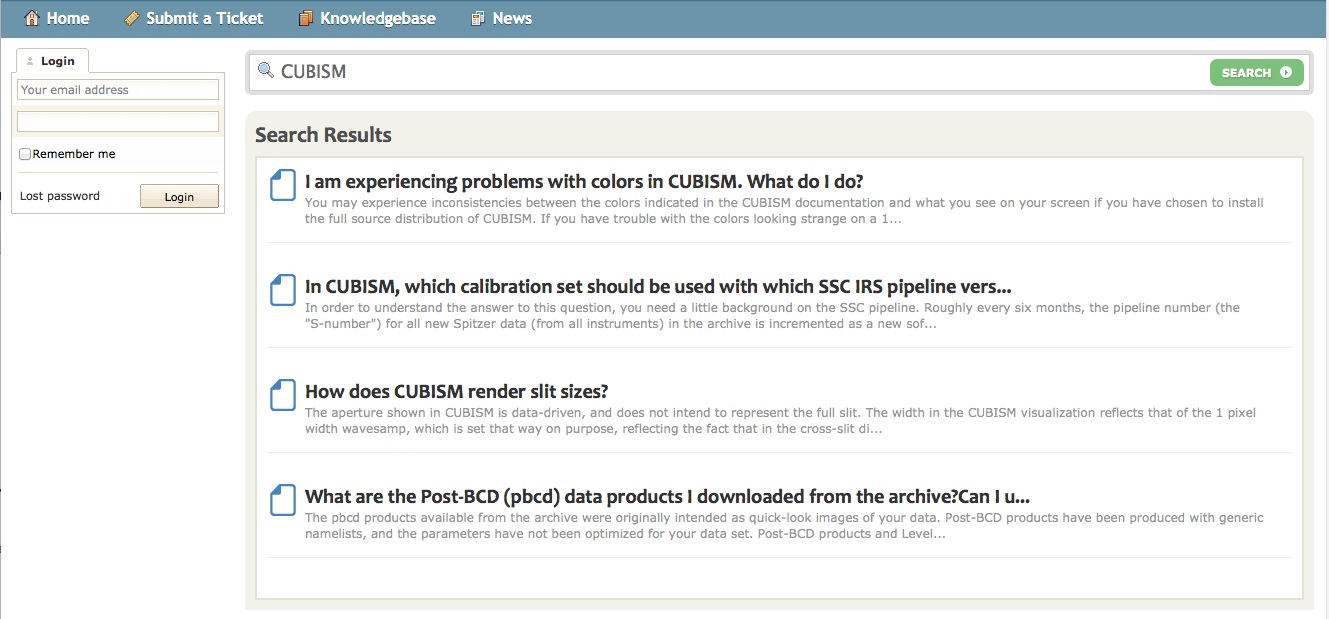 Home Submit a Ticket Knowledgebase News
Login
Your email address
Remember me
Lost password Login
CUBISM SEARCH
Search Results
I am experiencing problems with colors in CUBISM. What do I do?
You may experience inconsistencies between the colors indicated in the CUBISM documentation and what you see on your screen if you have chosen to install
the full source distribution of CUBISM. If you have trouble with the colors looking strange on a 1...
In CUBISM, which calibration set should be used with which SSC IRS pipeline vers...
In order to understand the answer to this question, you need a little background on the SSC pipeline. Roughly every six months, the pipeline number (the
"S-number") for all new Spitzer data (from all instruments) in the archive is incremented as a new sof...
How does CUBISM render slit sizes?
The aperture shown in CUBISM is data-driven, and does not intend to represent the full slit. The width in the CUBISM visualization reflects that of the 1 pixel
width wavesamp, which is set that way on purpose, reflecting the fact that in the cross-slit di...
What are the Post-BCD (pbcd) data products I downloaded from the archive?Can I u...
The pbcd products available from the archive were originally intended as quick-look images of your data. Post-BCD products have been produced with generic
namelists, and the parameters have not been optimized for your data set. Post-BCD products and Level...